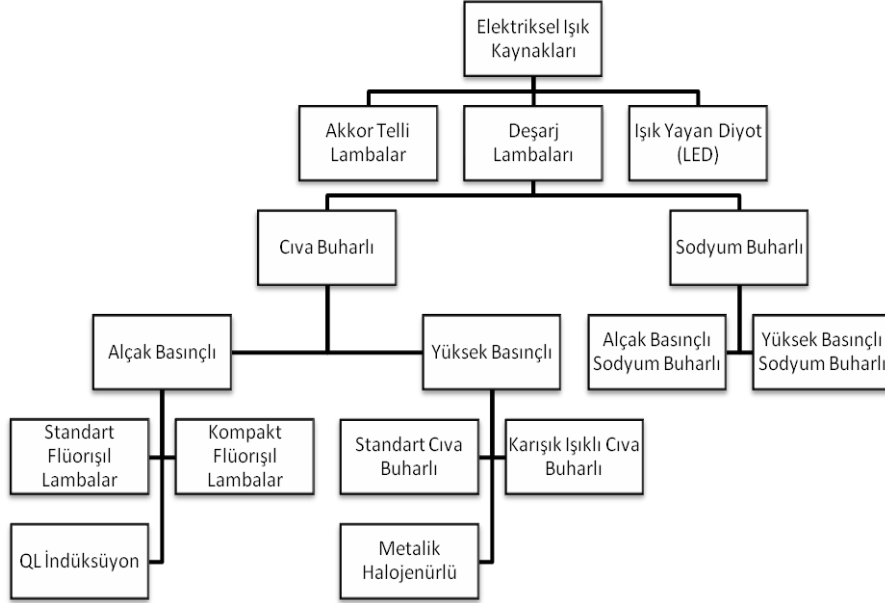 Elektriksel Işık
Kaynakları
Akkor Telli
Lambalar
Deşarj
Lambaları
Işık Yayan Diyot
(LED)
Cıva Buharlı
Sodyum Buharlı
Alçak Basınçlı
Yüksek Basınçlı
Alçak Basınçlı
Sodyum Buharlı
Yüksek Basınçlı
Sodyum Buharlı
Standart
Flüorışıl
Lambalar
Kompakt
Flüorışıl
Lambalar
Standart Cıva
Buharlı
Karışık Işıklı Cıva
Buharlı
QL İndüksüyon
Metalik
Halojenürlü